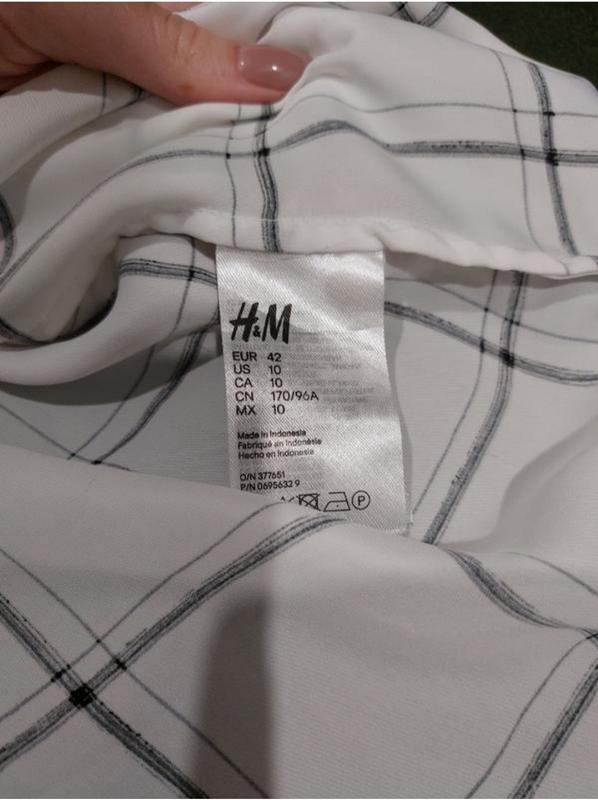 H&M
EUR 42
US 10
CA 10
CN 170/96A
MX 10
Made in Indonesia
Fabriqué en Indonésie
Hecho en Indonesia
O/N 377651
P/N 0695632 9
P